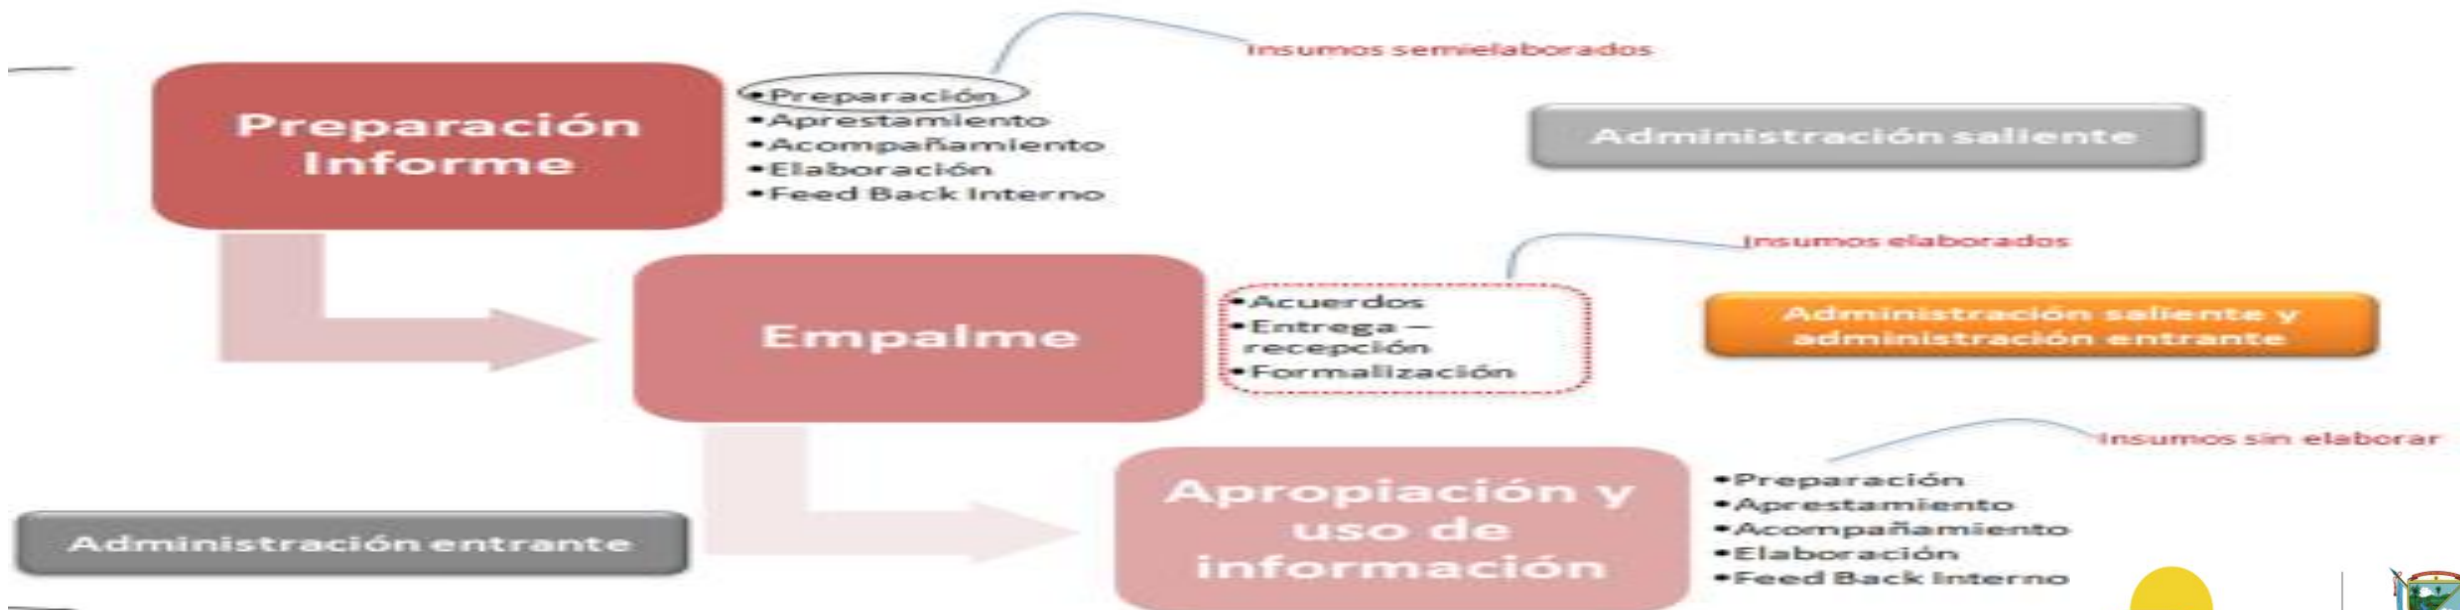 Insumos semielaborados
Preparación
Informe
•Preparación
•Aprestamiento
•Acompañamiento
•Elaboración
•Feed Back Interno
Administración saliente
Insumos elaborados
Empalme
•Acuerdos
•Entrega –
recepción
•Formalización
Administración saliente y
administración entrante
Insumos sin elaborar
Administración entrante
Apropiación y
uso de
información
•Preparación
•Aprestamiento
•Acompañamiento
•Elaboración
•Feed Back Interno